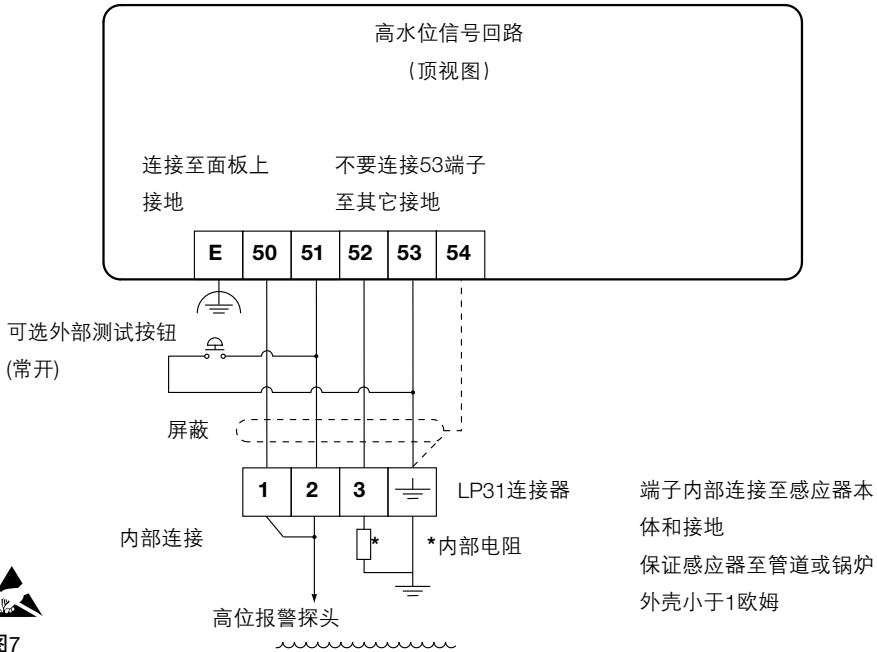 高水位信号回路
(顶视图)
连接至面板上
接地
不要连接53端子
至其它接地
E 50 51 52 53 54
可选外部测试按钮
(常开)
屏蔽
1 2 3
LP31连接器
端子内部连接至感应器本
体和接地
保证感应器至管道或锅炉
外壳小于1欧姆
内部连接
*
*内部电阻
高位报警探头
图7